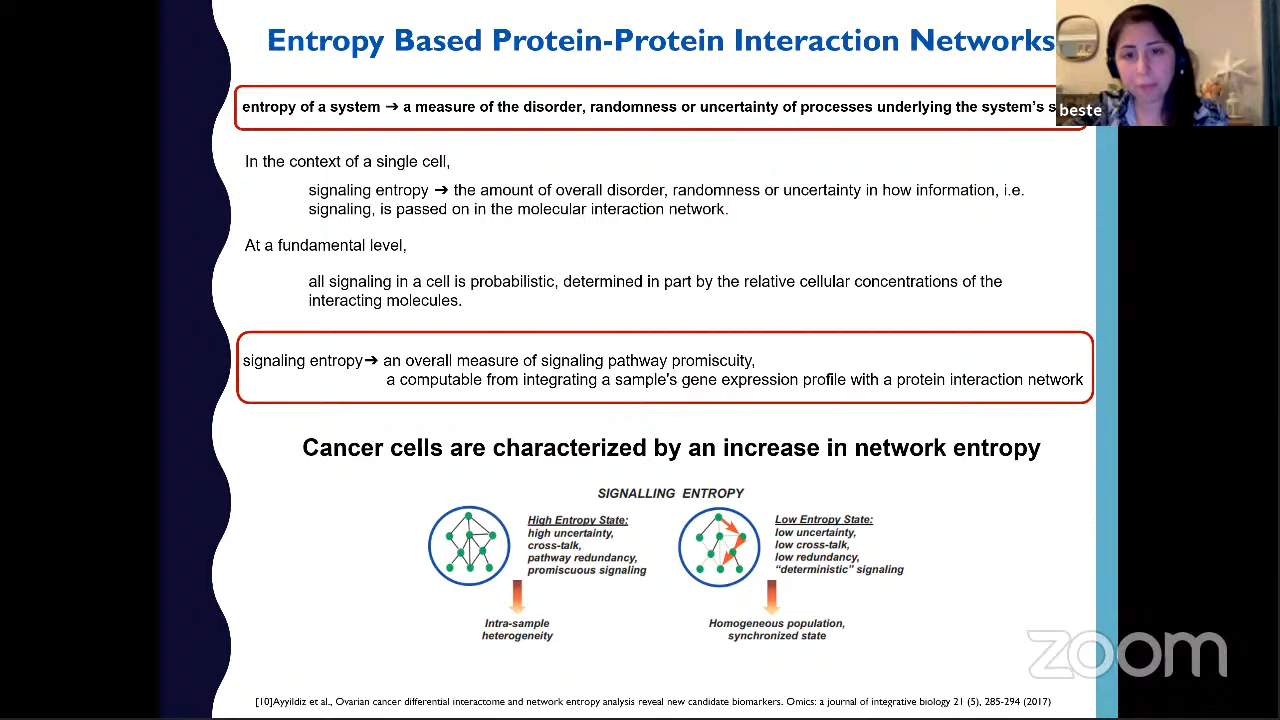 Entropy Based Protein-Protein Interaction Networks
entropy of a system ➔ a measure of the disorder, randomness or uncertainty of processes underlying the system's
beste
In the context of a single cell,
signaling entropy ➔ the amount of overall disorder, randomness or uncertainty in how information, i.e.
signaling, is passed on in the molecular interaction network.
At a fundamental level,
all signaling in a cell is probabilistic, determined in part by the relative cellular concentrations of the
interacting molecules.
signaling entropy➔ an overall measure of signaling pathway promiscuity,
a computable from integrating a sample's gene expression profile with a protein interaction network
Cancer cells are characterized by an increase in network entropy
SIGNALLING ENTROPY
High Entropy State:
high uncertainty,
cross-talk,
pathway redundancy,
promiscuous signaling
Intra-sample
heterogeneity
Low Entropy State:
low uncertainty,
low cross-talk,
low redundancy,
“deterministic” signaling
Homogeneous population,
synchronized state
zoom
[10]Ayyildiz et al., Ovarian cancer differential interactome and network entropy analysis reveal new candidate biomarkers. Omics: a journal of integrative biology 21 (5), 285-294 (2017)